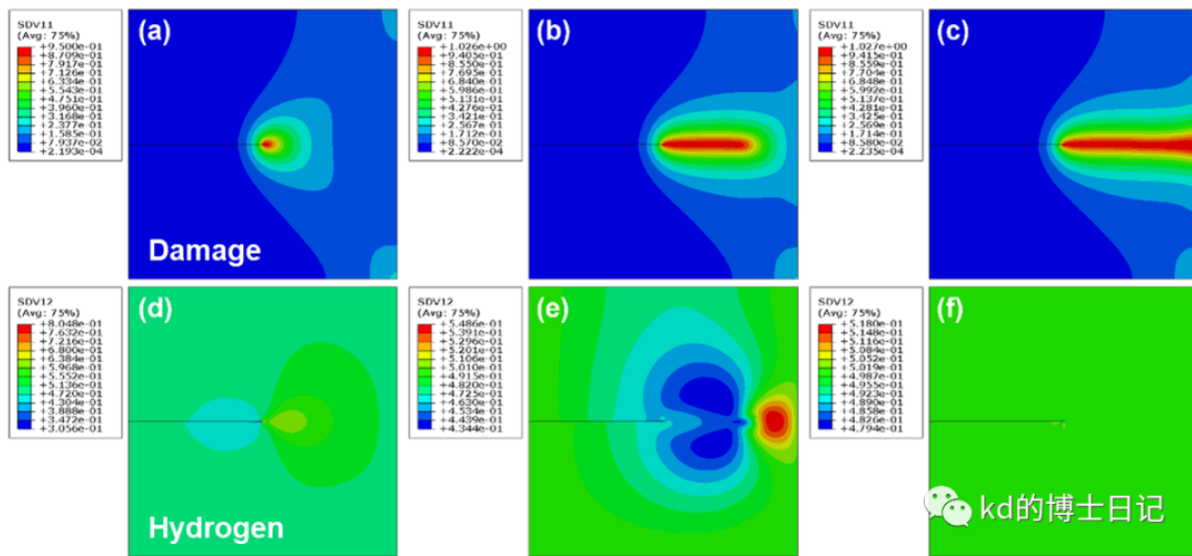 SDV11
(Avg: 75%)
+9.500e-01
+8.709e-01
+7.917e-01
+7.126e-01
+6.334e-01
+5.543e-01
+4.751e-01
+3.960e-01
+3.168e-01
+2.377e-01
+1.585e-01
+7.937e-02
+2.193e-04
(a)
Damage
SDV11
(Avg: 75%)
+1.026e+00
+9.405e-01
+8.550e-01
+7.695e-01
+6.840e-01
+5.986e-01
+5.131e-01
+4.276e-01
+3.421e-01
+2.567e-01
+1.712e-01
+8.570e-02
+2.222e-04
(b)
SDV11
(Avg: 75%)
+1.027e+00
+9.415e-01
+8.559e-01
+7.704e-01
+6.848e-01
+5.992e-01
+5.137e-01
+4.281e-01
+3.425e-01
+2.569e-01
+1.714e-01
+8.580e-02
+2.235e-04
(c)
SDV12
(Avg: 75%)
+8.048e-01
+7.632e-01
+7.216e-01
+6.800e-01
+6.384e-01
+5.968e-01
+5.552e-01
+5.136e-01
+4.720e-01
+4.304e-01
+3.888e-01
+3.472e-01
+3.056e-01
(d)
Hydrogen
SDV12
(Avg: 75%)
+5.486e-01
+5.391e-01
+5.296e-01
+5.201e-01
+5.106e-01
+5.010e-01
+4.915e-01
+4.820e-01
+4.725e-01
+4.630e-01
+4.534e-01
+4.439e-01
+4.344e-01
(e)
SDV12
(Avg: 75%)
+5.180e-01
+5.148e-01
+5.116e-01
+5.084e-01
+5.052e-01
+5.019e-01
+4.987e-01
+4.955e-01
+4.923e-01
+4.890e-01
+4.858e-01
+4.826e-01
+4.794e-01
(f)
kd的博士日记